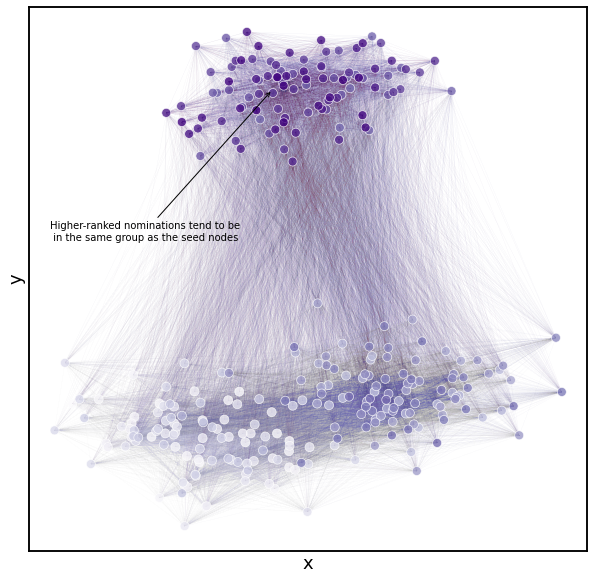 Higher-ranked nominations tend to be
in the same group as the seed nodes
y
x